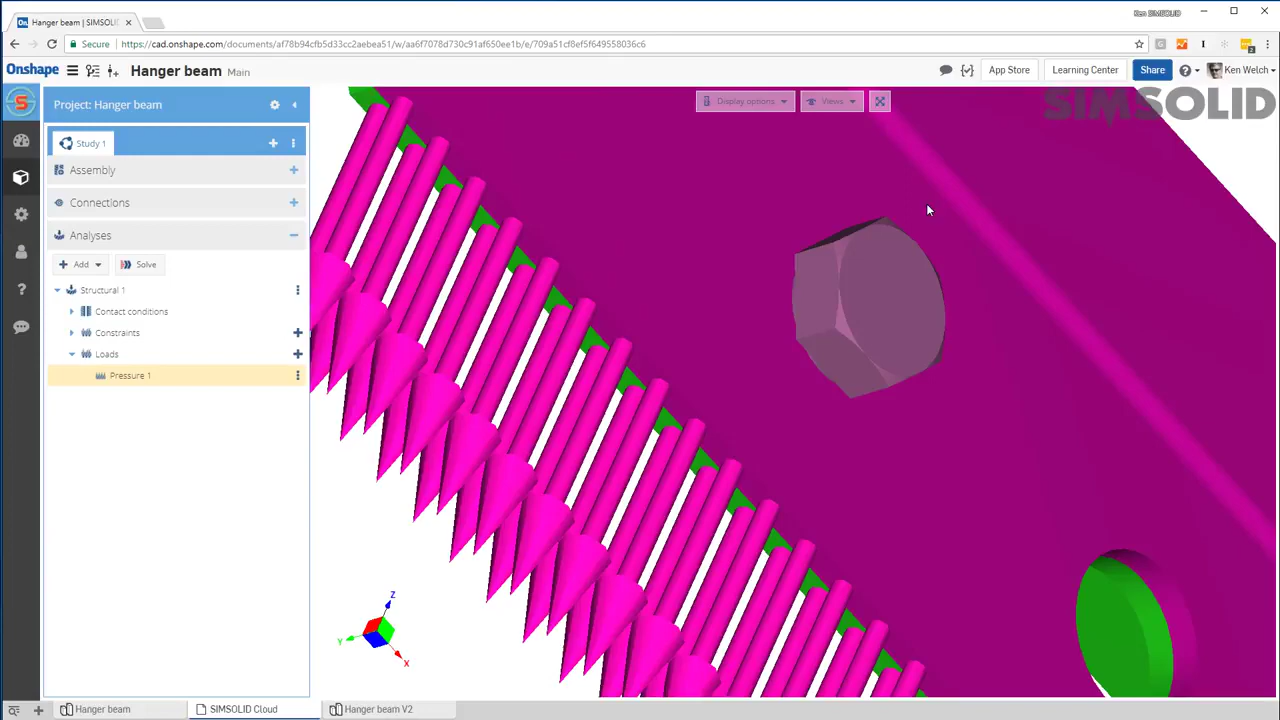 Hanger beam | SIMSOLI
Ken SIMSOLID
Secure
https://cad.onshape.com/documents/af78b94cfb5d33cc2aebea51/w/aa6f7078d730c91af650ee1b/e/709a51cf8ef5f649558036c6
Onshape
Hanger beam
Main
App Store
Learning Center
Share
Ken Welch
Project: Hanger beam
Display options
Views
SIMSOLID
Study 1
Assembly
Connections
Analyses
Add
Solve
Structural 1
Contact conditions
Constraints
Loads
Pressure 1
Z
Y
X
Hanger beam
SIMSOLID Cloud
Hanger beam V2